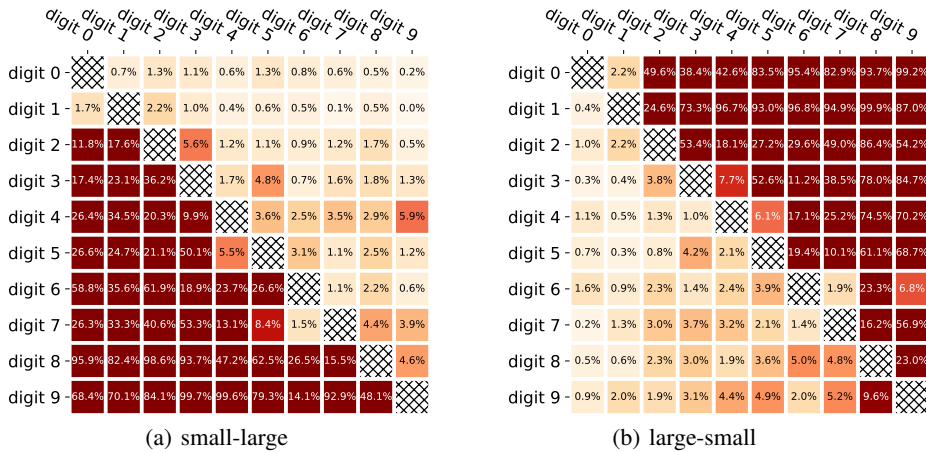 digit 0 digit 1 digit 2 digit 3 digit 4 digit 5 digit 6 digit 7 digit 8 digit 9
digit 0 0.7% 1.3% 1.1% 0.6% 1.3% 0.8% 0.6% 0.5% 0.2%
digit 1 1.7% 2.2% 1.0% 0.4% 0.6% 0.5% 0.1% 0.5% 0.0%
digit 2 11.8% 17.6% 5.6% 1.2% 1.1% 0.9% 1.2% 1.7% 0.5%
digit 3 17.4% 23.1% 36.2% 1.7% 4.8% 0.7% 1.6% 1.8% 1.3%
digit 4 26.4% 34.5% 20.3% 9.9% 3.6% 2.5% 3.5% 2.9% 5.9%
digit 5 26.6% 24.7% 21.1% 50.1% 5.5% 3.1% 1.1% 2.5% 1.2%
digit 6 58.8% 35.6% 61.9% 18.9% 23.7% 26.6% 1.1% 2.2% 0.6%
digit 7 26.3% 33.3% 40.6% 53.3% 13.1% 8.4% 1.5% 4.4% 3.9%
digit 8 95.9% 82.4% 98.6% 93.7% 47.2% 62.5% 26.5% 15.5% 4.6%
digit 9 68.4% 70.1% 84.1% 99.7% 99.6% 79.3% 14.1% 92.9% 48.1%
(a) small-large
digit 0 digit 1 digit 2 digit 3 digit 4 digit 5 digit 6 digit 7 digit 8 digit 9
digit 0 2.2% 49.6% 38.4% 42.6% 83.5% 95.4% 82.9% 93.7% 99.2%
digit 1 0.4% 24.6% 73.3% 96.7% 93.0% 96.8% 94.9% 99.9% 87.0%
digit 2 1.0% 2.2% 53.4% 18.1% 27.2% 29.6% 49.0% 86.4% 54.2%
digit 3 0.3% 0.4% 3.8% 7.7% 52.6% 11.2% 38.5% 78.0% 84.7%
digit 4 1.1% 0.5% 1.3% 1.0% 6.1% 17.1% 25.2% 74.5% 70.2%
digit 5 0.7% 0.3% 0.8% 4.2% 2.1% 19.4% 10.1% 61.1% 68.7%
digit 6 1.6% 0.9% 2.3% 1.4% 2.4% 3.9% 1.9% 23.3% 6.8%
digit 7 0.2% 1.3% 3.0% 3.7% 3.2% 2.1% 1.4% 16.2% 56.9%
digit 8 0.5% 0.6% 2.3% 3.0% 1.9% 3.6% 5.0% 4.8% 23.0%
digit 9 0.9% 2.0% 1.9% 3.1% 4.4% 4.9% 2.0% 5.2% 9.6%
(b) large-small